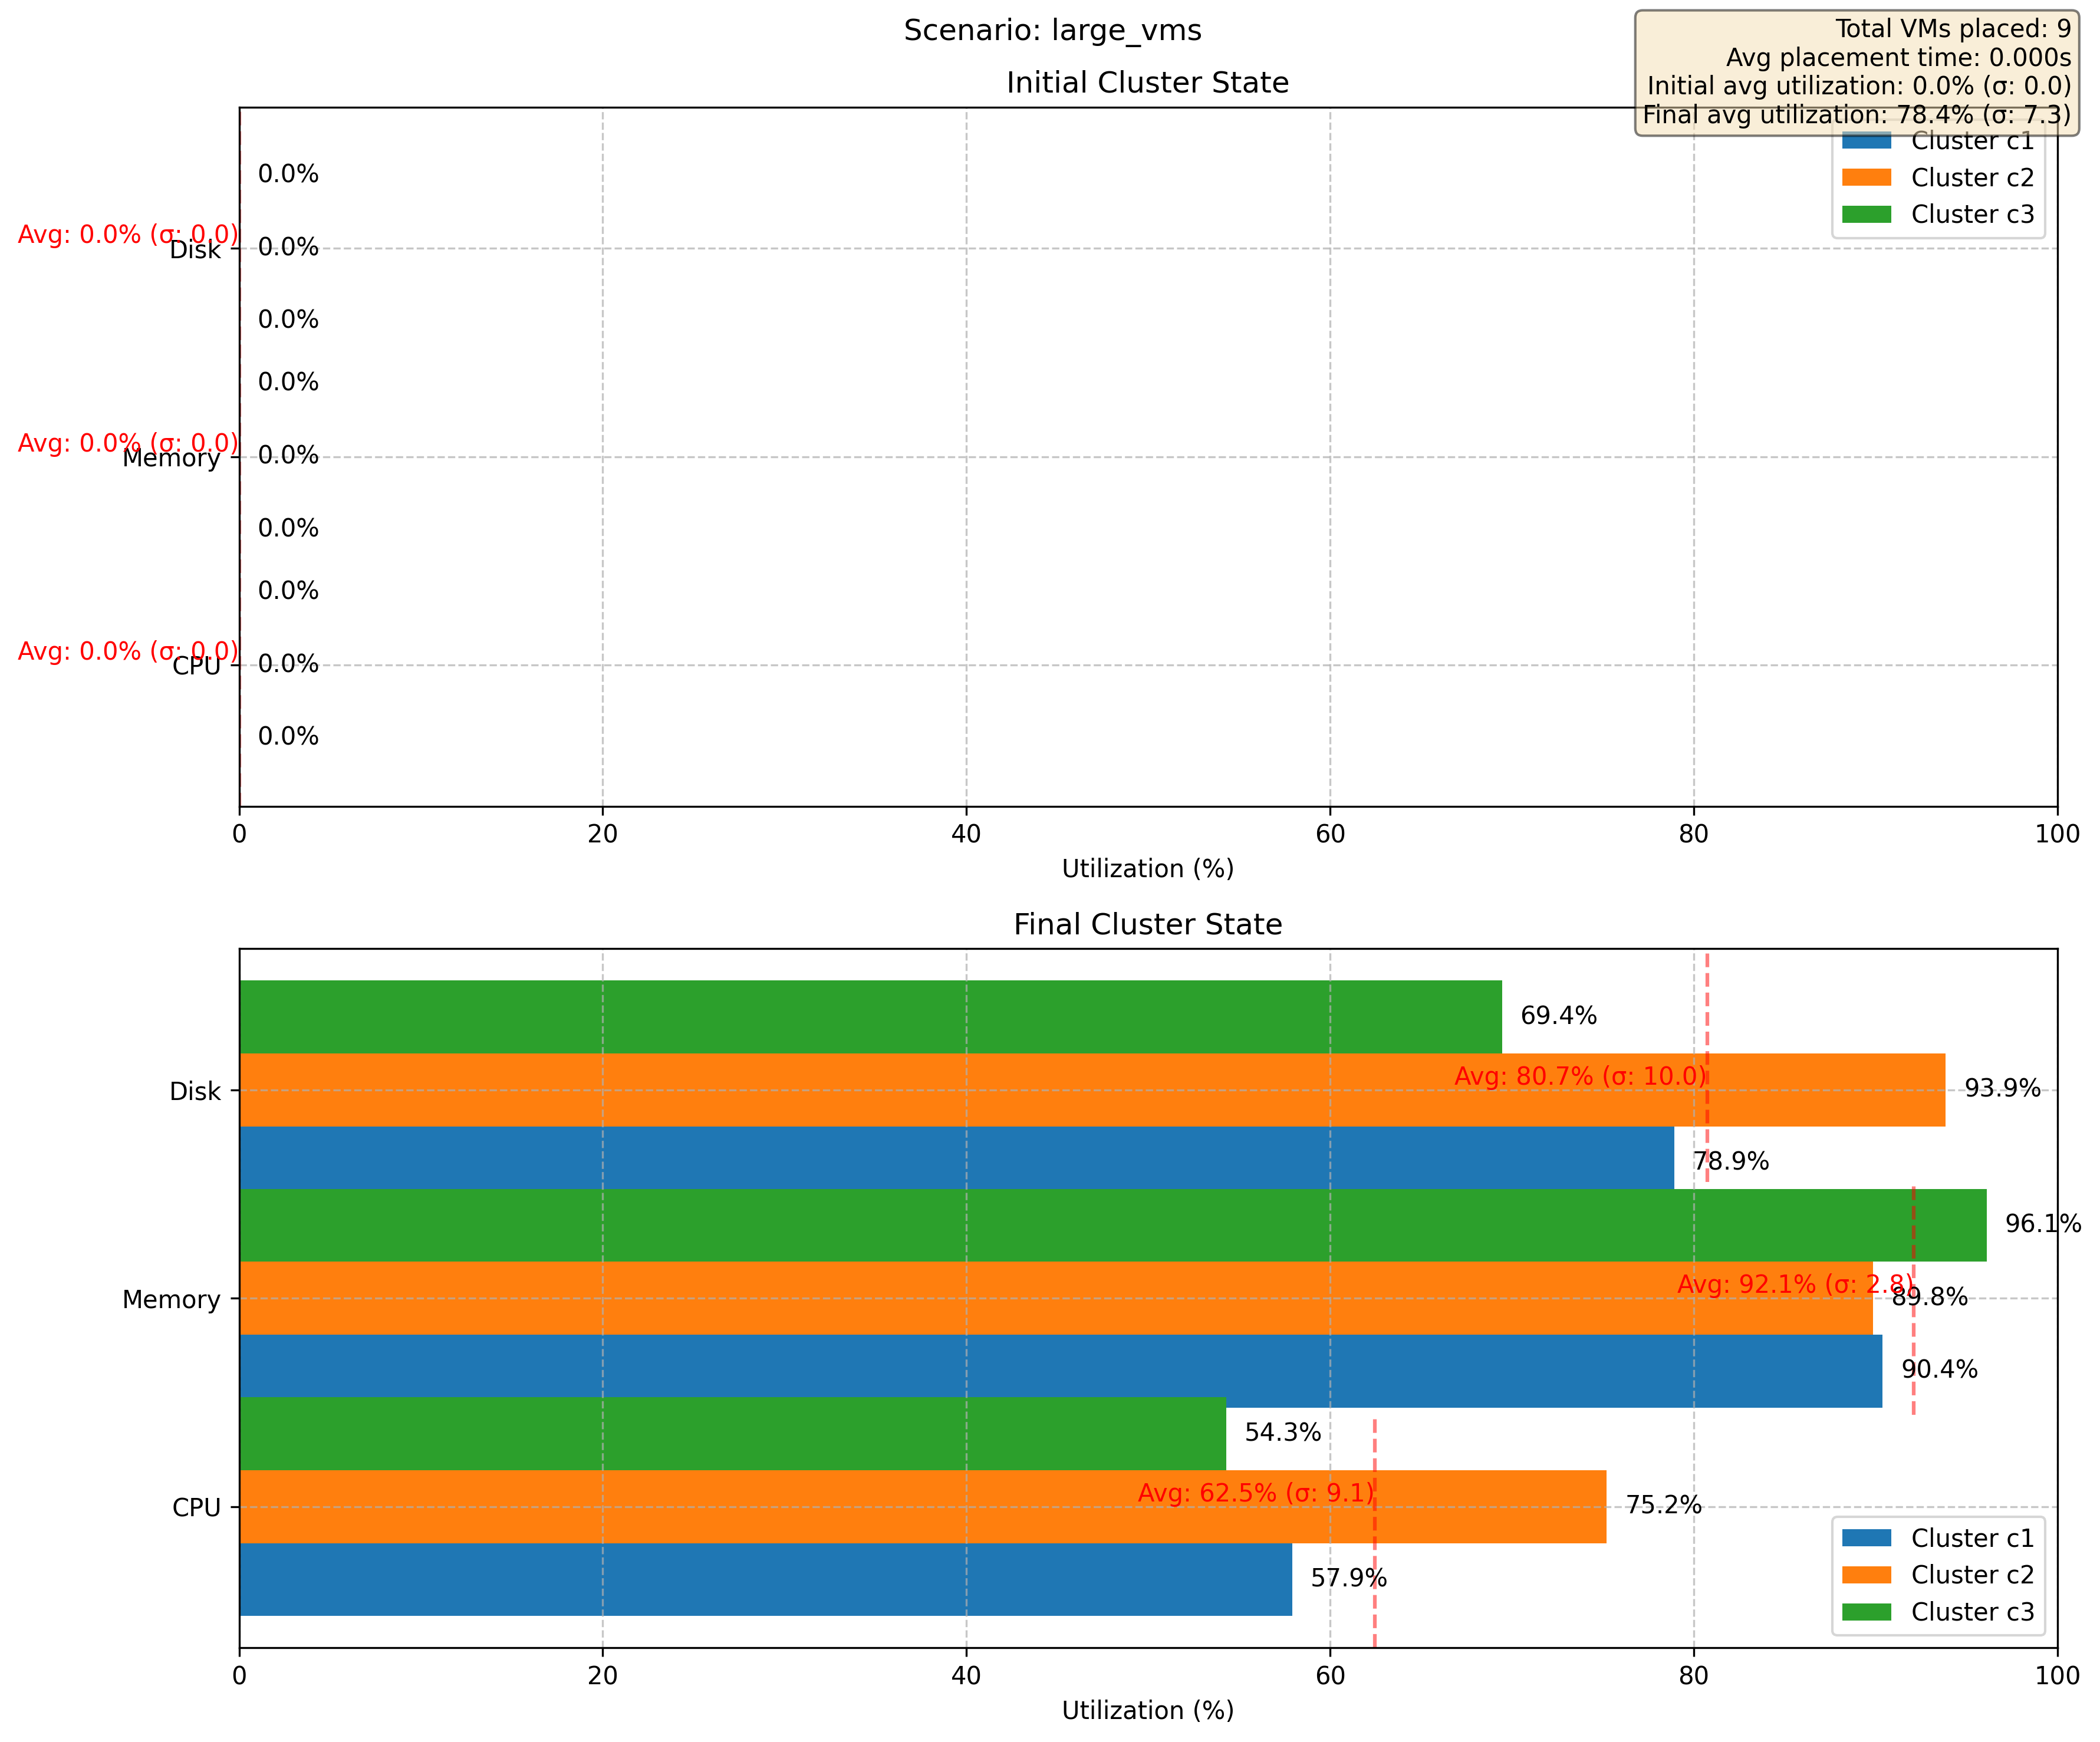 Scenario: large_vms
Total VMs placed: 9
Avg placement time: 0.000s
Initial avg utilization: 0.0% (σ: 0.0)
Final avg utilization: 78.4% (σ: 7.3)
Initial Cluster State
Cluster c1
Cluster c2
Cluster c3
0.0%
Avg: 0.0% (σ: 0.0)
Disk
0.0%
0.0%
0.0%
Avg: 0.0% (σ: 0.0)
Memory
0.0%
0.0%
0.0%
Avg: 0.0% (σ: 0.0)
CPU
0.0%
0.0%
0 20 40 60 80 100
Utilization (%)
Final Cluster State
69.4%
Avg: 80.7% (σ: 10.0)
Disk
93.9%
78.9%
96.1%
Avg: 92.1% (σ: 2.8)
Memory
89.8%
90.4%
54.3%
Avg: 62.5% (σ: 9.1)
CPU
75.2%
57.9%
Cluster c1
Cluster c2
Cluster c3
0 20 40 60 80 100
Utilization (%)